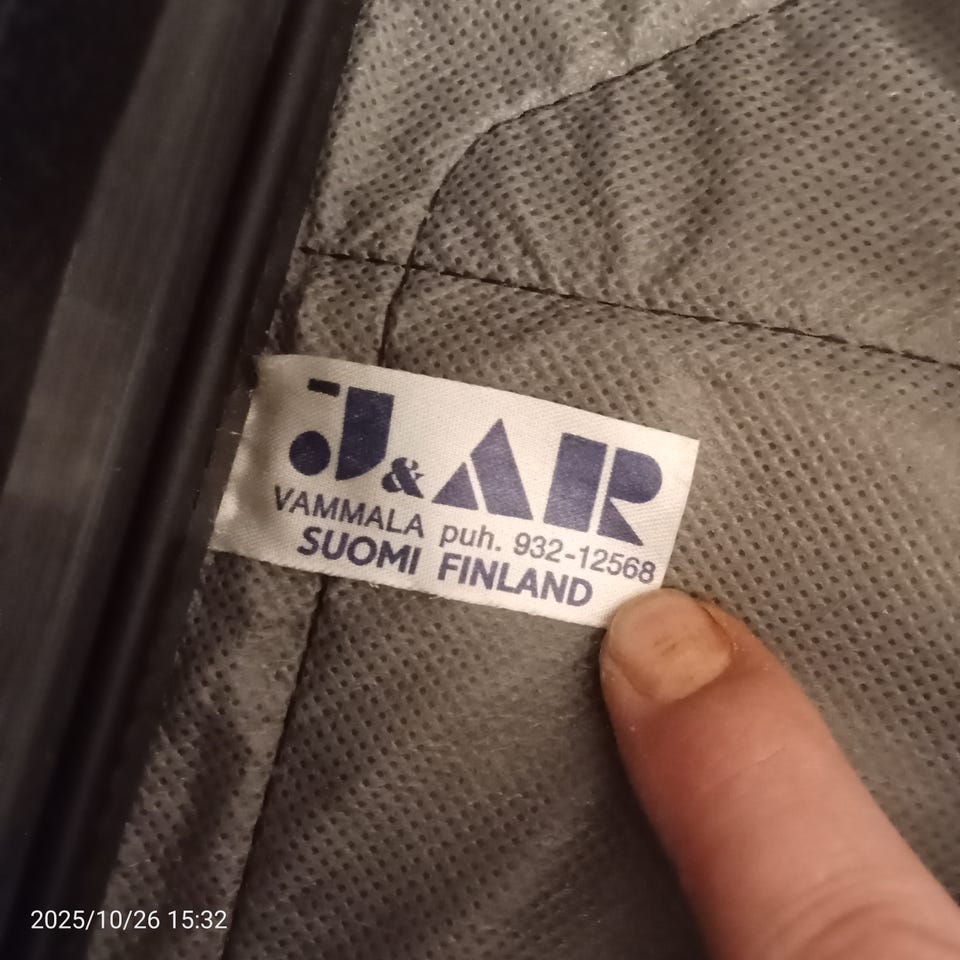 J&AR
VAMMALA puh. 932-12568
SUOMI FINLAND
2025/10/26 15:32